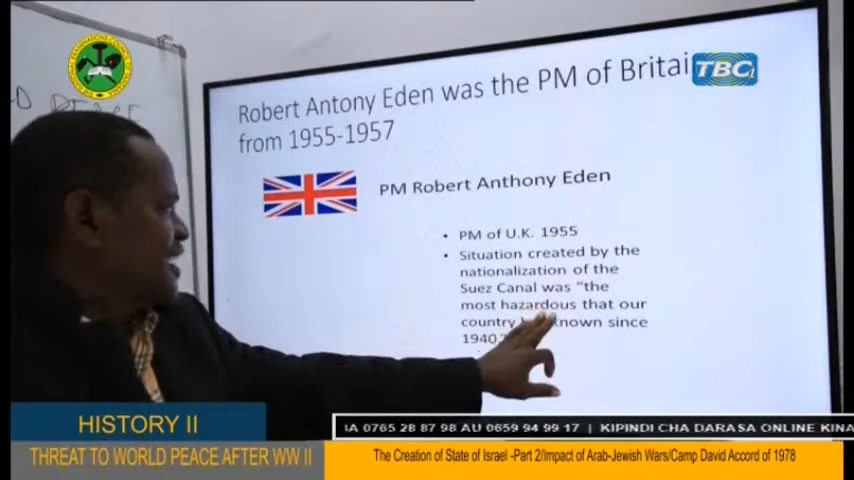 Robert Antony Eden was the PM of Britai
from 1955-1957
TBC1
PM Robert Anthony Eden
• PM of U.K. 1955
• Situation created by the
nationalization of the
Suez Canal was "the
most hazardous that our
country known since
1940."
HISTORY II
IA 0765 28 87 98 AU 0659 94 99 17 | KIPINDI CHA DARASA ONLINE KINA
THREAT TO WORLD PEACE AFTER WW II
The Creation of State of Israel -Part 2/Impact of Arab-Jewish Wars/Camp David Accord of 1978